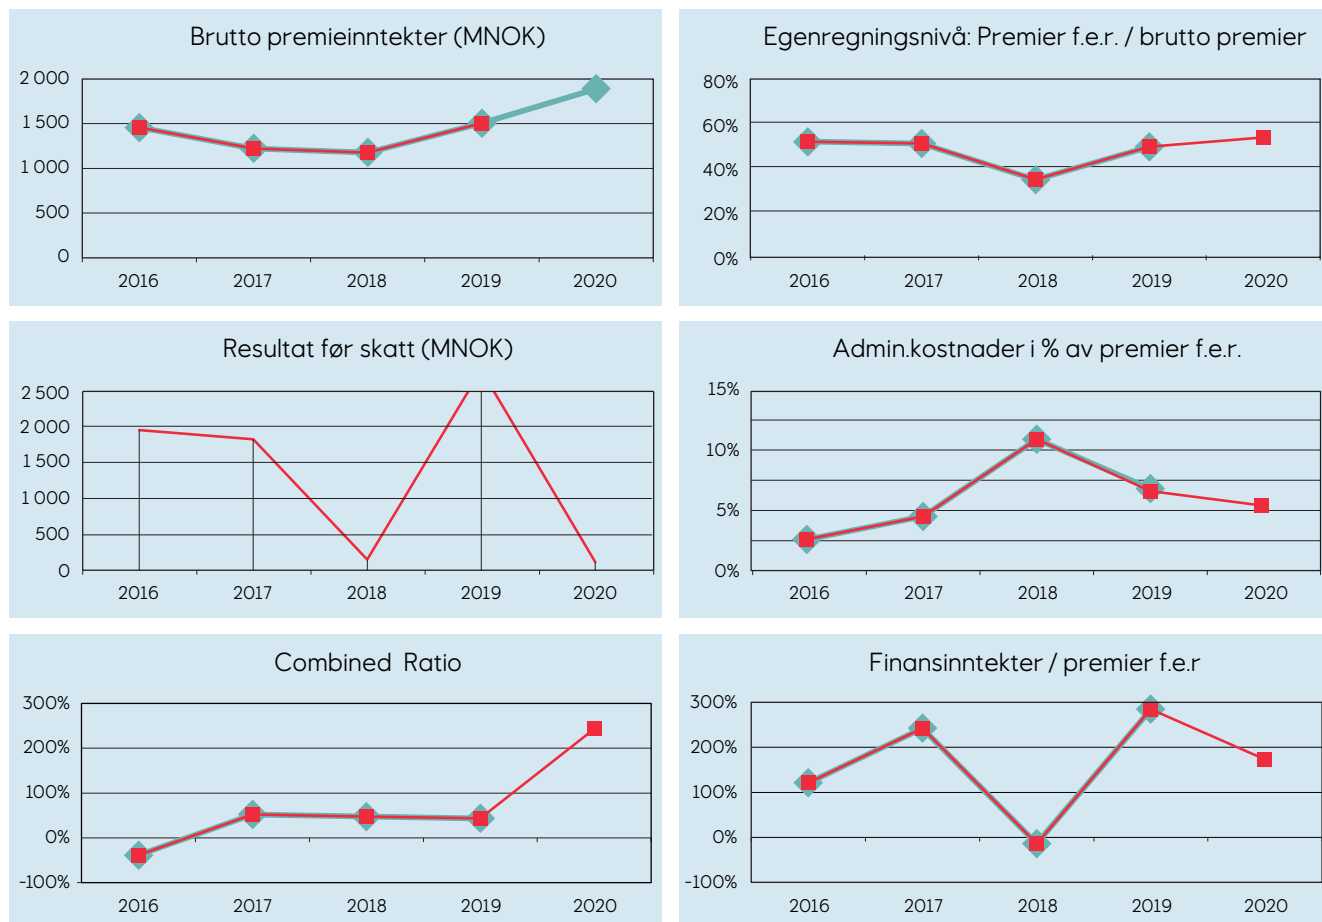 Brutto premieinntekter (MNOK)
2 000
1 500
1 000
500
0
2016 2017 2018 2019 2020
Egenregningsnivå: Premier f.e.r. / brutto premier
80%
60%
40%
20%
0%
2016 2017 2018 2019 2020
Resultat før skatt (MNOK)
2 500
2 000
1 500
1 000
500
0
2016 2017 2018 2019 2020
Admin.kostnader i % av premier f.e.r.
15%
10%
5%
0%
2016 2017 2018 2019 2020
Combined Ratio
300%
200%
100%
0%
-100%
2016 2017 2018 2019 2020
Finansinntekter / premier f.e.r
300%
200%
100%
0%
-100%
2016 2017 2018 2019 2020